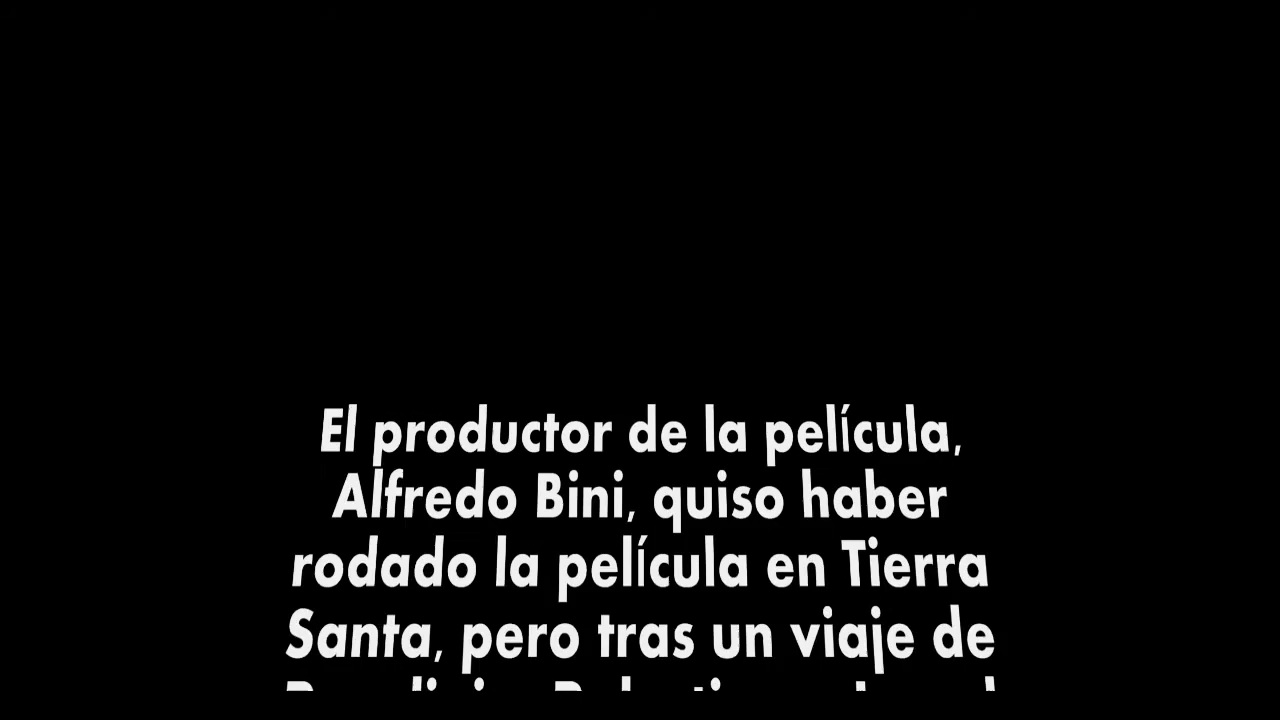 El productor de la película,
Alfredo Bini, quiso haber
rodado la película en Tierra
Santa, pero tras un viaje de